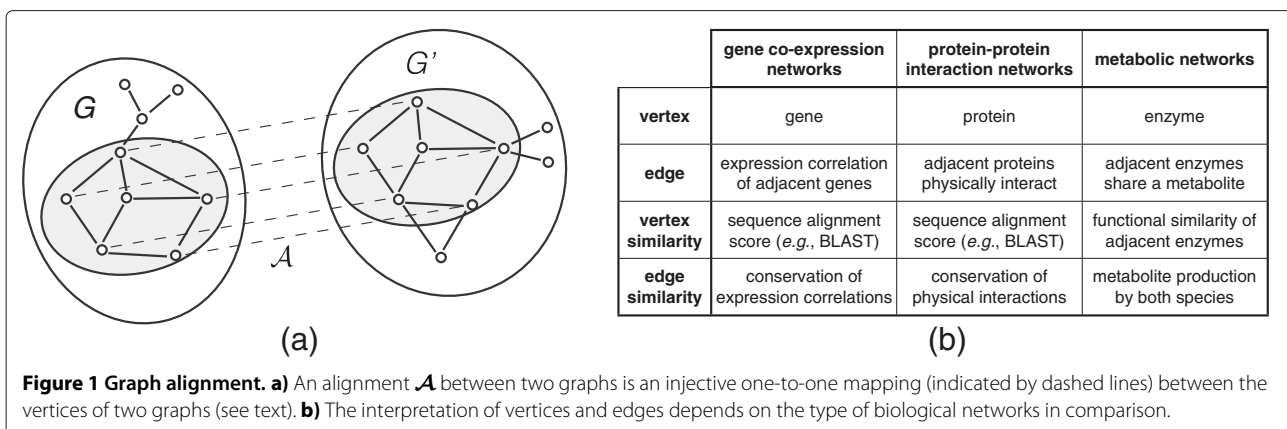 G
G'
A
(a)
gene co-expression networks
protein-protein interaction networks
metabolic networks
vertex
gene
protein
enzyme
edge
expression correlation of adjacent genes
adjacent proteins physically interact
adjacent enzymes share a metabolite
vertex similarity
sequence alignment score (e.g., BLAST)
sequence alignment score (e.g., BLAST)
functional similarity of adjacent enzymes
edge similarity
conservation of expression correlations
conservation of physical interactions
metabolite production by both species
(b)
Figure 1 Graph alignment. a) An alignment A between two graphs is an injective one-to-one mapping (indicated by dashed lines) between the
vertices of two graphs (see text). b) The interpretation of vertices and edges depends on the type of biological networks in comparison.